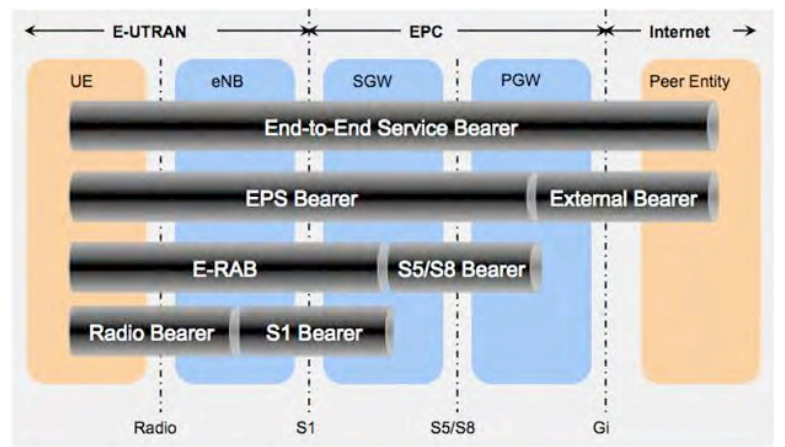 E-UTRAN EPC Internet
UE eNB SGW PGW Peer Entity
End-to-End Service Bearer
EPS Bearer External Bearer
E-RAB S5/S8 Bearer
Radio Bearer S1 Bearer
Radio S1 S5/S8 Gi